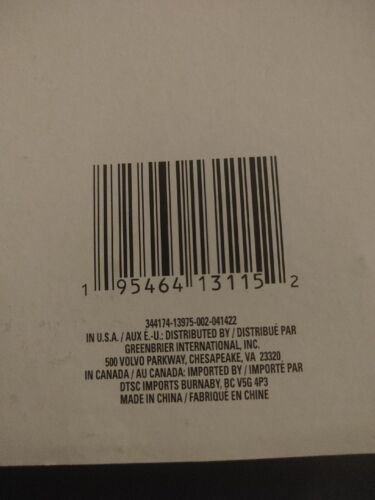 1 95464 13115 2
344174-13975-002-041422
IN U.S.A. / AUX É.-U.: DISTRIBUTED BY / DISTRIBUÉ PAR
GREENBRIER INTERNATIONAL, INC.
500 VOLVO PARKWAY, CHESAPEAKE, VA 23320
IN CANADA / AU CANADA: IMPORTED BY / IMPORTÉ PAR
DTSC IMPORTS BURNABY, BC V5G 4P3
MADE IN CHINA / FABRIQUÉ EN CHINE